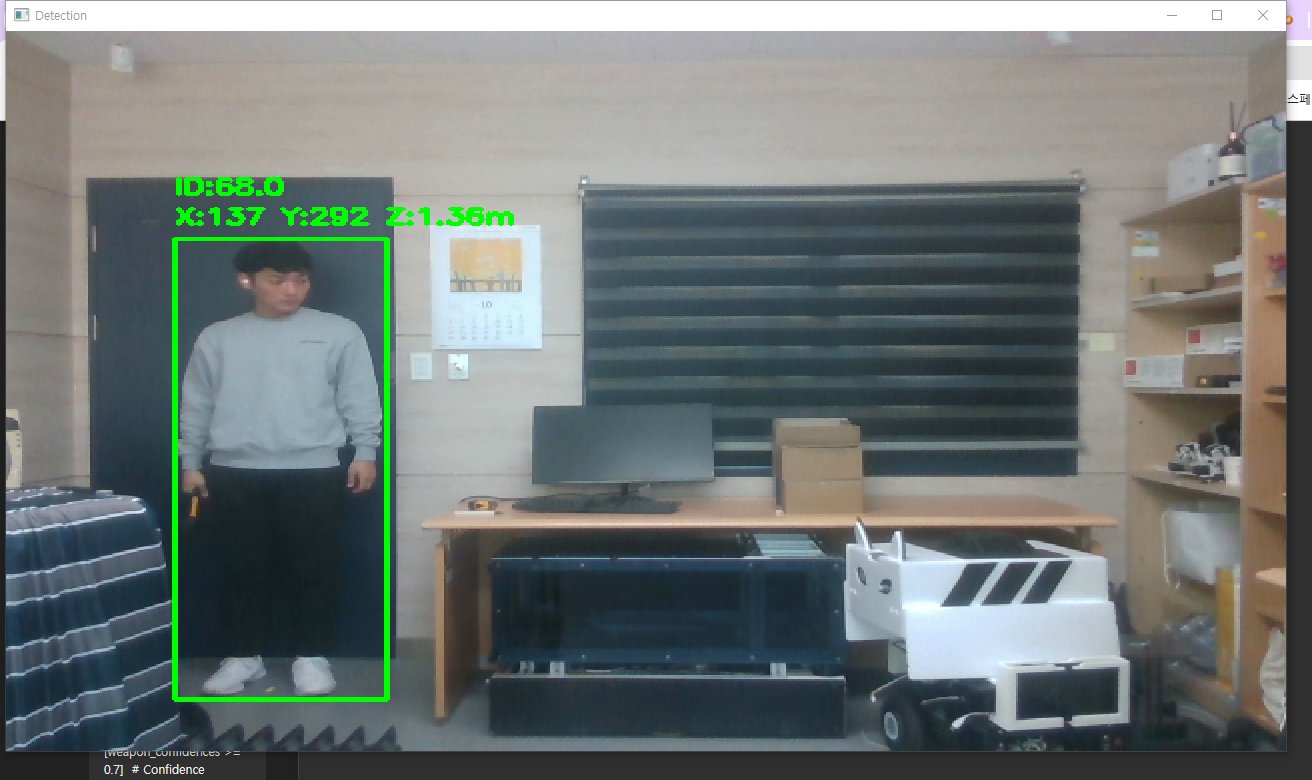 Detection
스페
ID:68.0
X:137 Y:292 Z:1.36m
10
[weapon_confidences >=
0.7] # Confidence